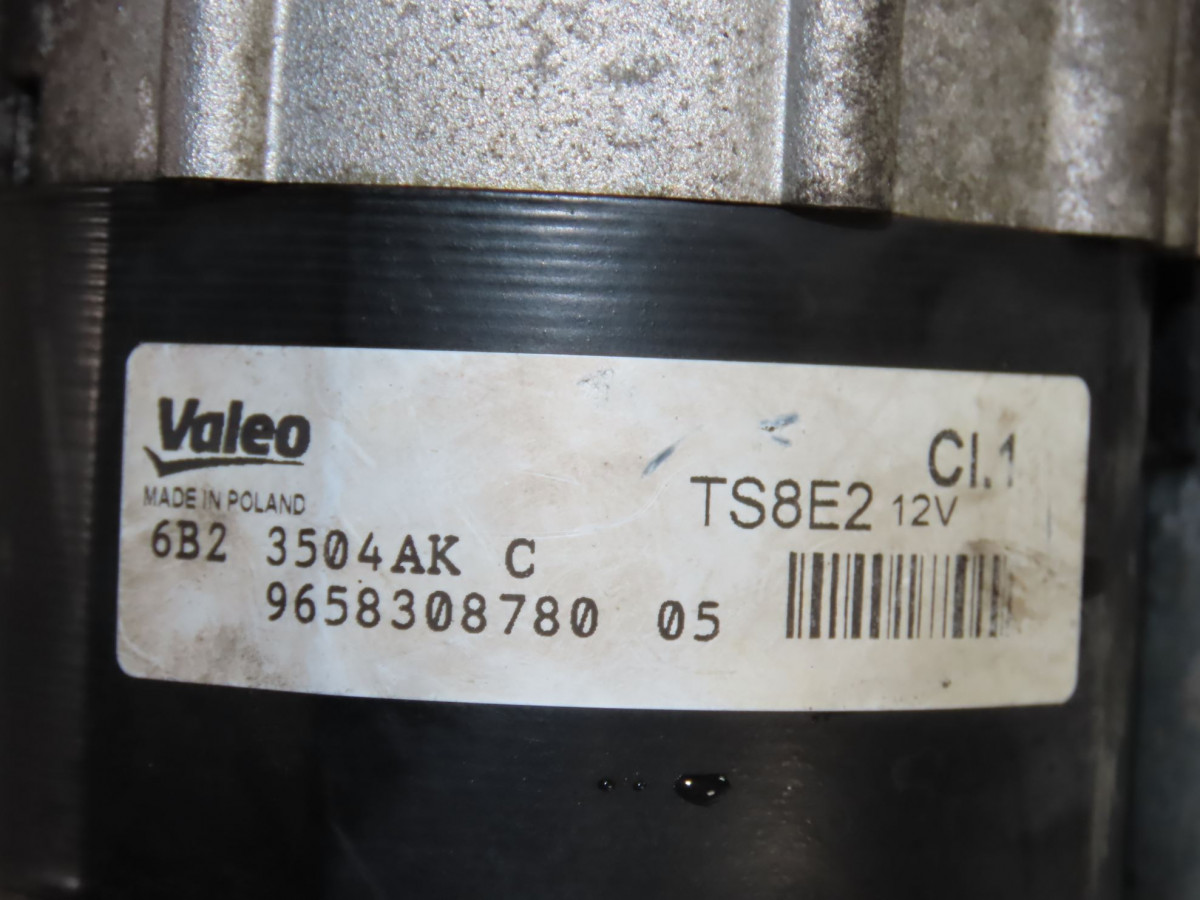 Valeo
MADE IN POLAND
Cl.1
TS8E2 12V
6B2 3504AK C
9658308780 05